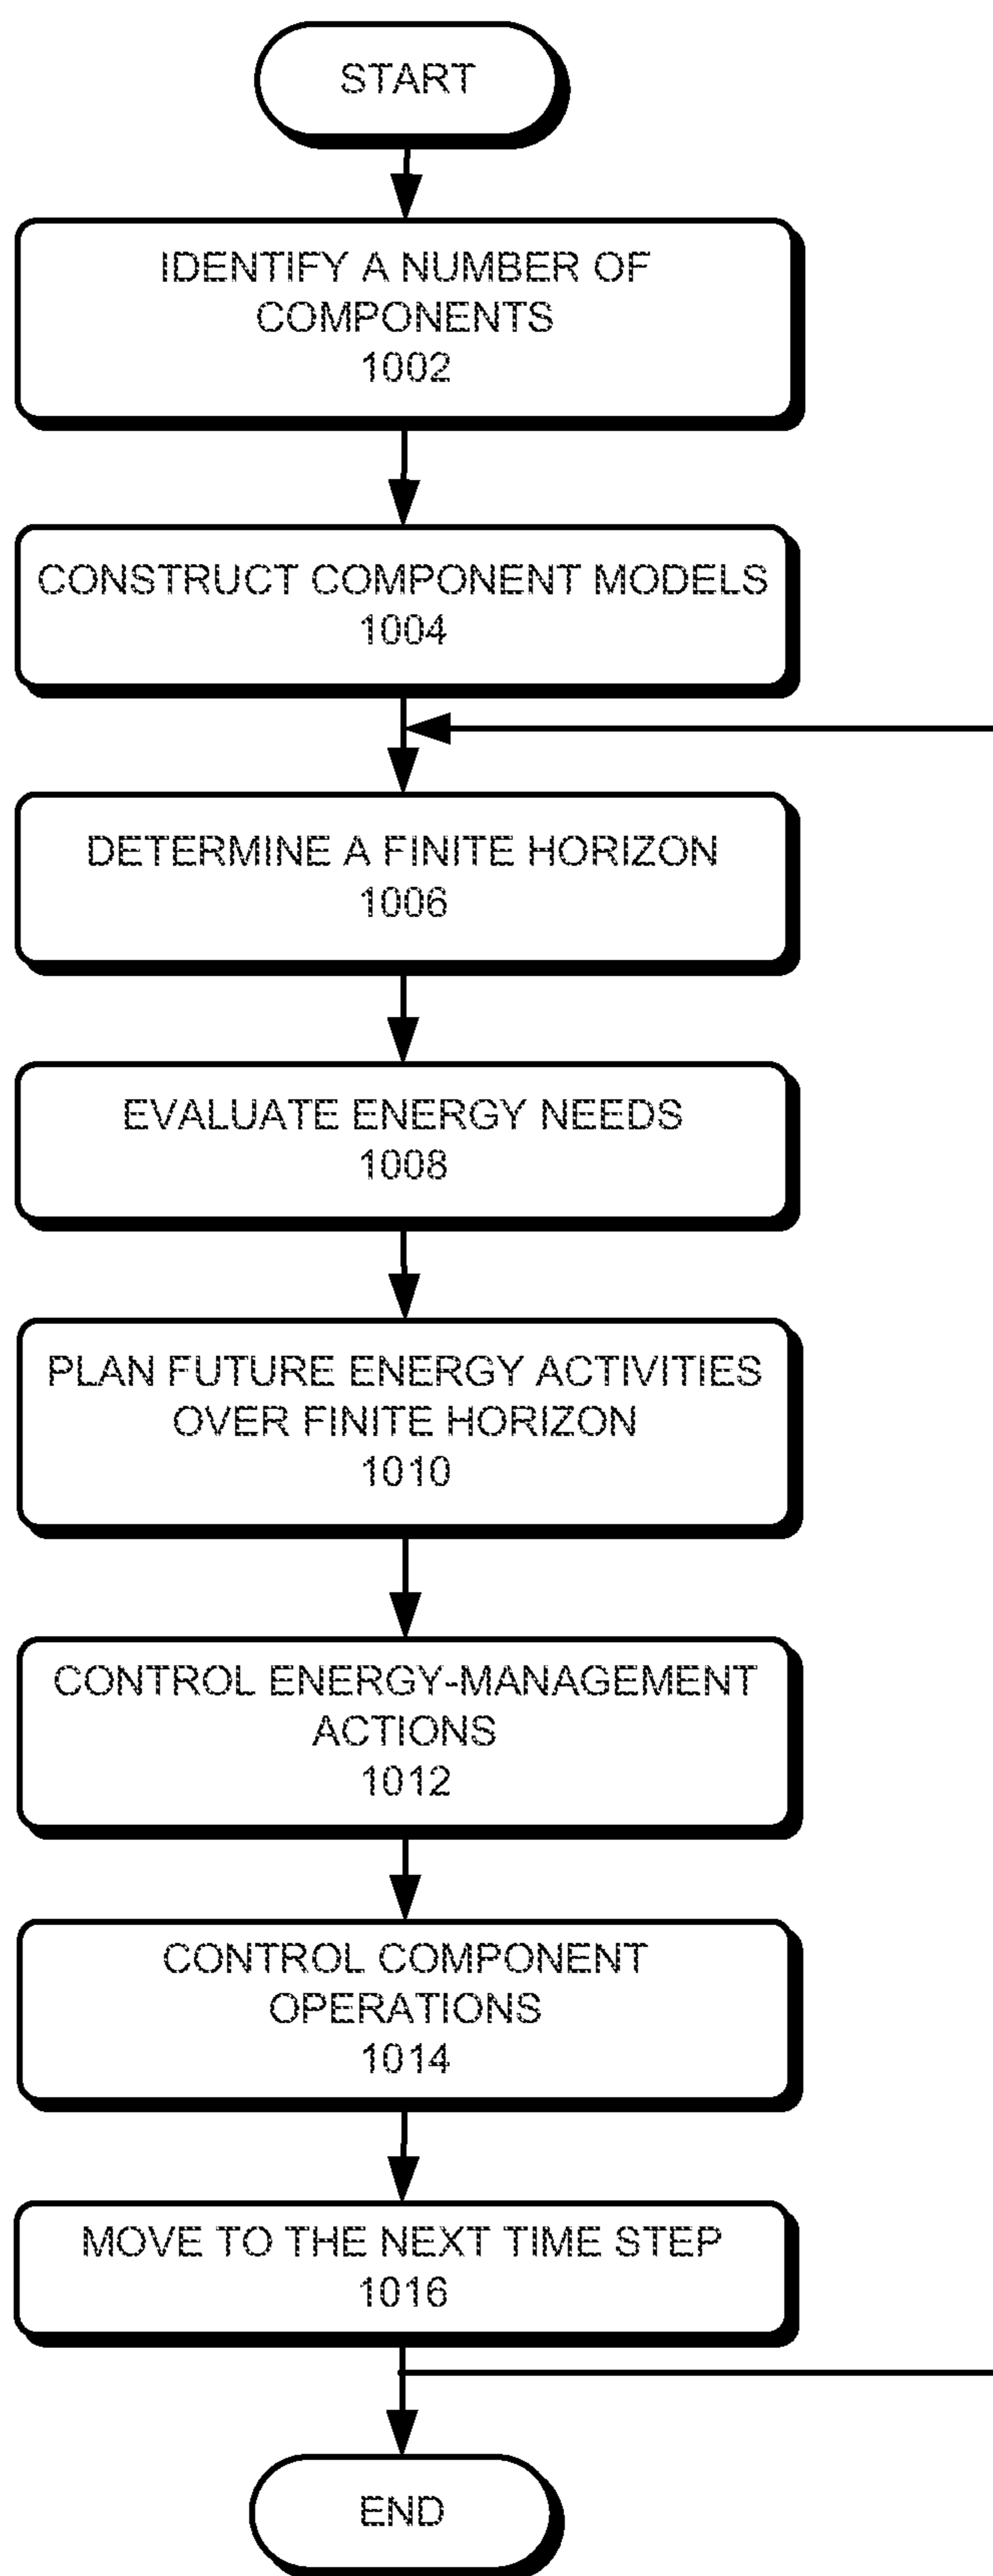 START
IDENTIFY A NUMBER OF
COMPONENTS
1002
CONSTRUCT COMPONENT MODELS
1004
DETERMINE A FINITE HORIZON
1006
EVALUATE ENERGY NEEDS
1008
PLAN FUTURE ENERGY ACTIVITIES
OVER FINITE HORIZON
1010
CONTROL ENERGY-MANAGEMENT
ACTIONS
1012
CONTROL COMPONENT
OPERATIONS
1014
MOVE TO THE NEXT TIME STEP
1016
END